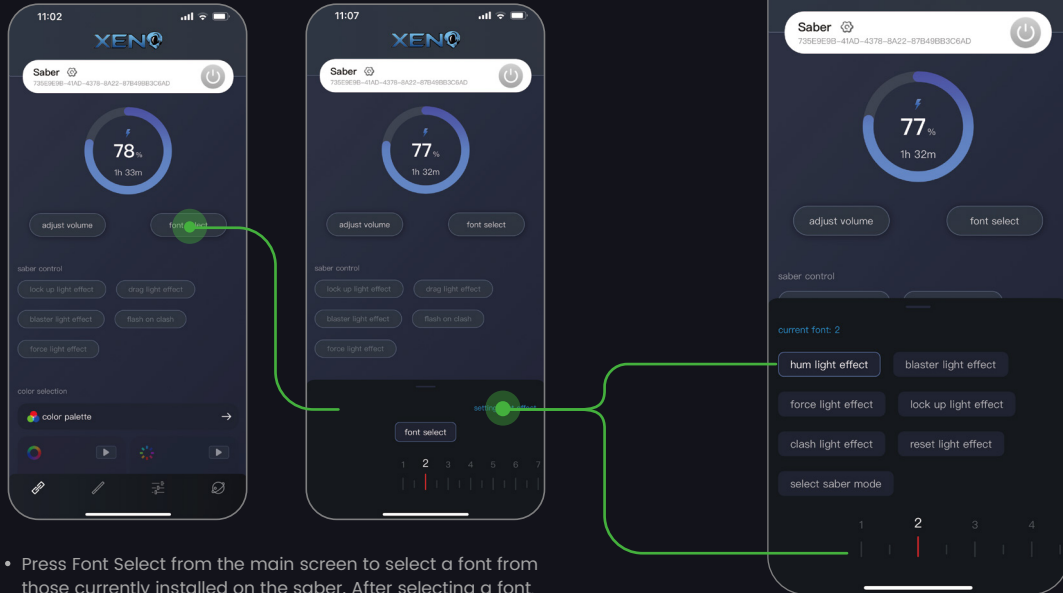 11:02
XENO
Saber
735E9E9B-41AD-4378-8A22-87B49BB3C6AD
78%
1h 33m
adjust volume
font select
saber control
lock up light effect
drag light effect
blaster light effect
flash on clash
force light effect
color selection
color palette
11:07
XENO
Saber
735E9E9B-41AD-4378-8A22-87B49BB3C6AD
77%
1h 32m
adjust volume
font select
saber control
lock up light effect
drag light effect
blaster light effect
flash on clash
force light effect
setting effect
font select
1 2 3 4 5 6 7
Saber
735E9E9B-41AD-4378-8A22-87B49BB3C6AD
77%
1h 32m
adjust volume
font select
saber control
current font: 2
hum light effect
blaster light effect
force light effect
lock up light effect
clash light effect
reset light effect
select saber mode
1 2 3 4
• Press Font Select from the main screen to select a font from
those currently installed on the saber. After selecting a font